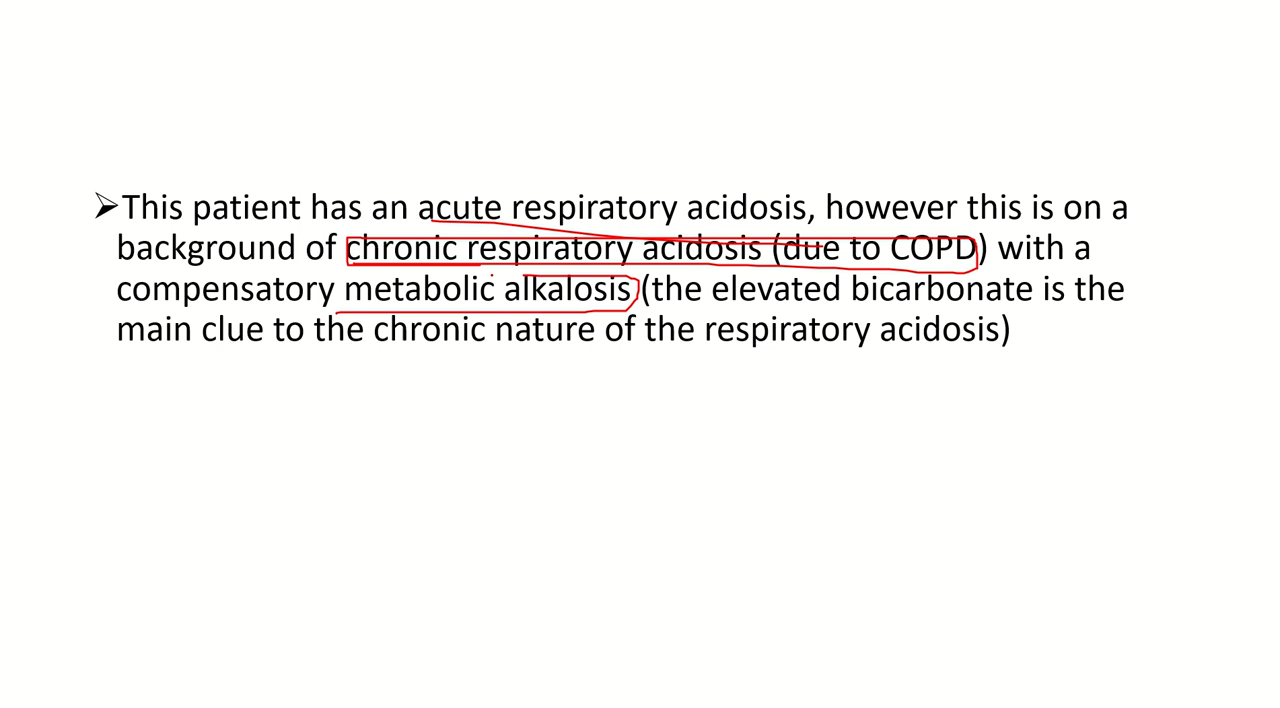 ➢This patient has an acute respiratory acidosis, however this is on a
background of chronic respiratory acidosis (due to COPD) with a
compensatory metabolic alkalosis (the elevated bicarbonate is the
main clue to the chronic nature of the respiratory acidosis)